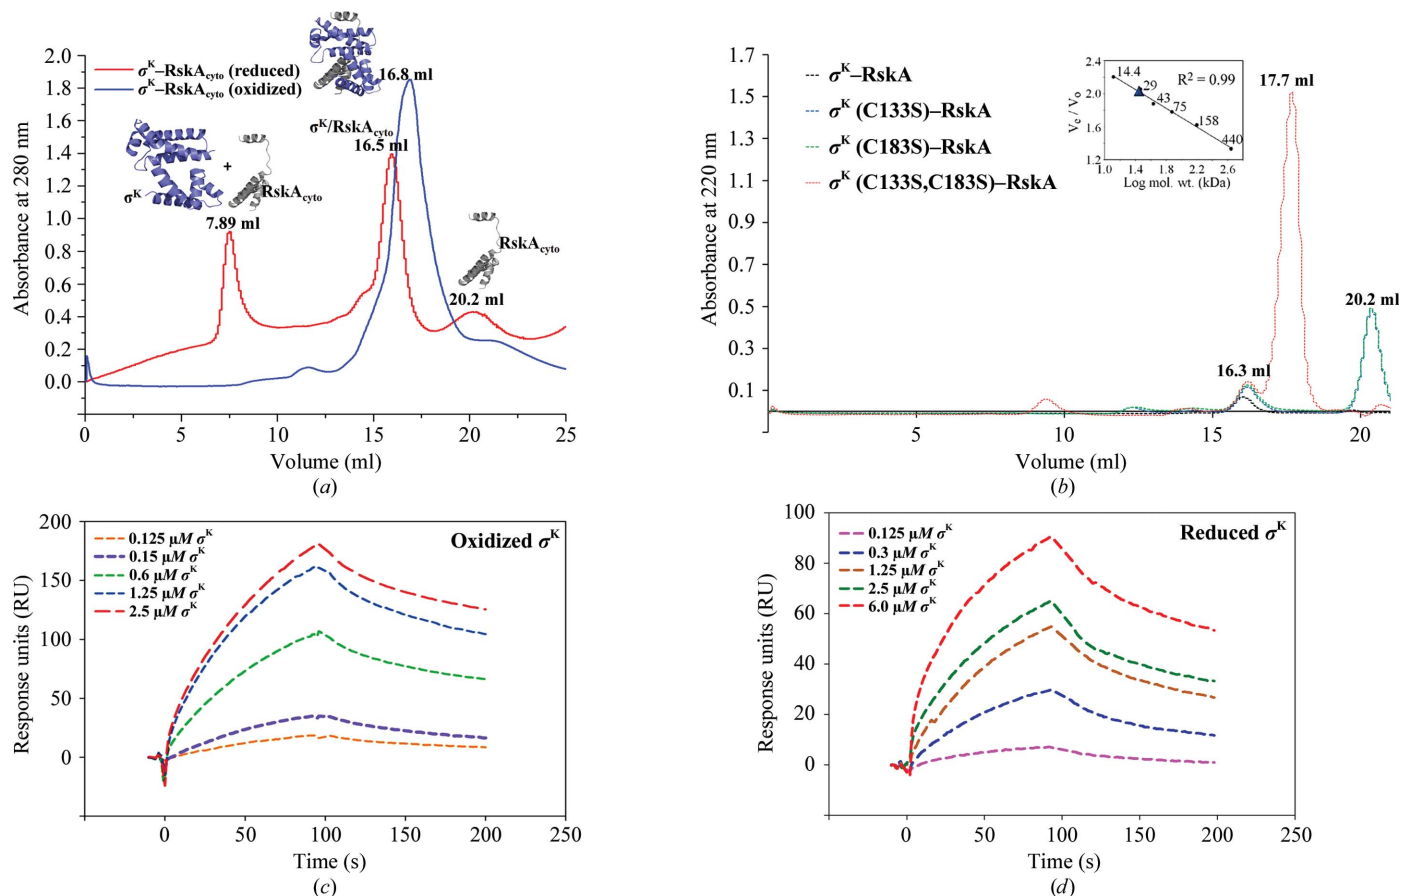 2.0
1.8
1.6
1.4
1.2
1.0
0.8
0.6
0.4
0.2
0.0
Absorbance at 280 nm
σᴷ–RskAcyto (reduced)
σᴷ–RskAcyto (oxidized)
16.8 ml
σᴷ/RskAcyto
16.5 ml
σᴷ
+
RskAcyto
7.89 ml
RskAcyto
20.2 ml
0 5 10 15 20 25
Volume (ml)
(a)
1.7
1.5
1.3
1.1
0.9
0.7
0.5
0.3
0.1
Absorbance at 220 nm
σᴷ–RskA
σᴷ (C133S)–RskA
σᴷ (C183S)–RskA
σᴷ (C133S,C183S)–RskA
2.4
2.0
1.6
1.2
Ve / Vo
14.4
29
43
75
158
440
R² = 0.99
1.0 1.4 1.8 2.2 2.6
Log mol. wt. (kDa)
17.7 ml
20.2 ml
16.3 ml
5 10 15 20
Volume (ml)
(b)
200
150
100
50
0
Response units (RU)
0.125 µM σᴷ
0.15 µM σᴷ
0.6 µM σᴷ
1.25 µM σᴷ
2.5 µM σᴷ
Oxidized σᴷ
0 50 100 150 200 250
Time (s)
(c)
100
80
60
40
20
0
Response units (RU)
0.125 µM σᴷ
0.3 µM σᴷ
1.25 µM σᴷ
2.5 µM σᴷ
6.0 µM σᴷ
Reduced σᴷ
0 50 100 150 200 250
Time (s)
(d)